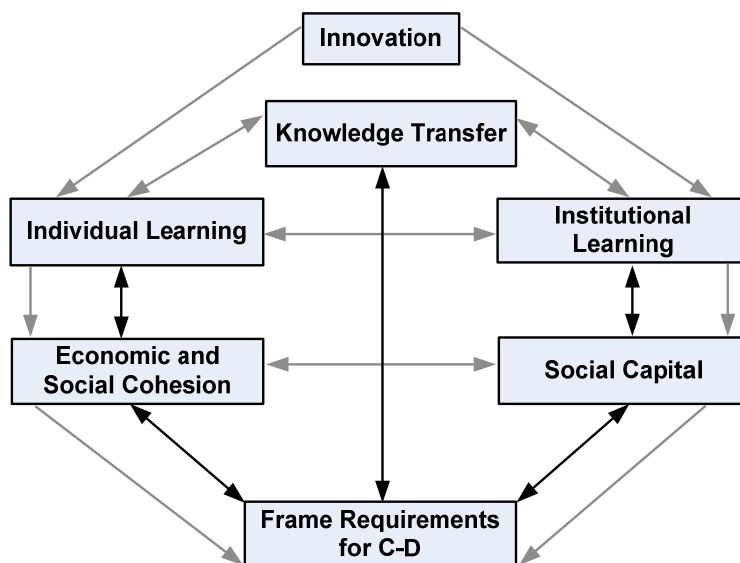 Innovation
Knowledge Transfer
Individual Learning
Institutional
Learning
Economic and
Social Cohesion
Social Capital
Frame Requirements
for C-D